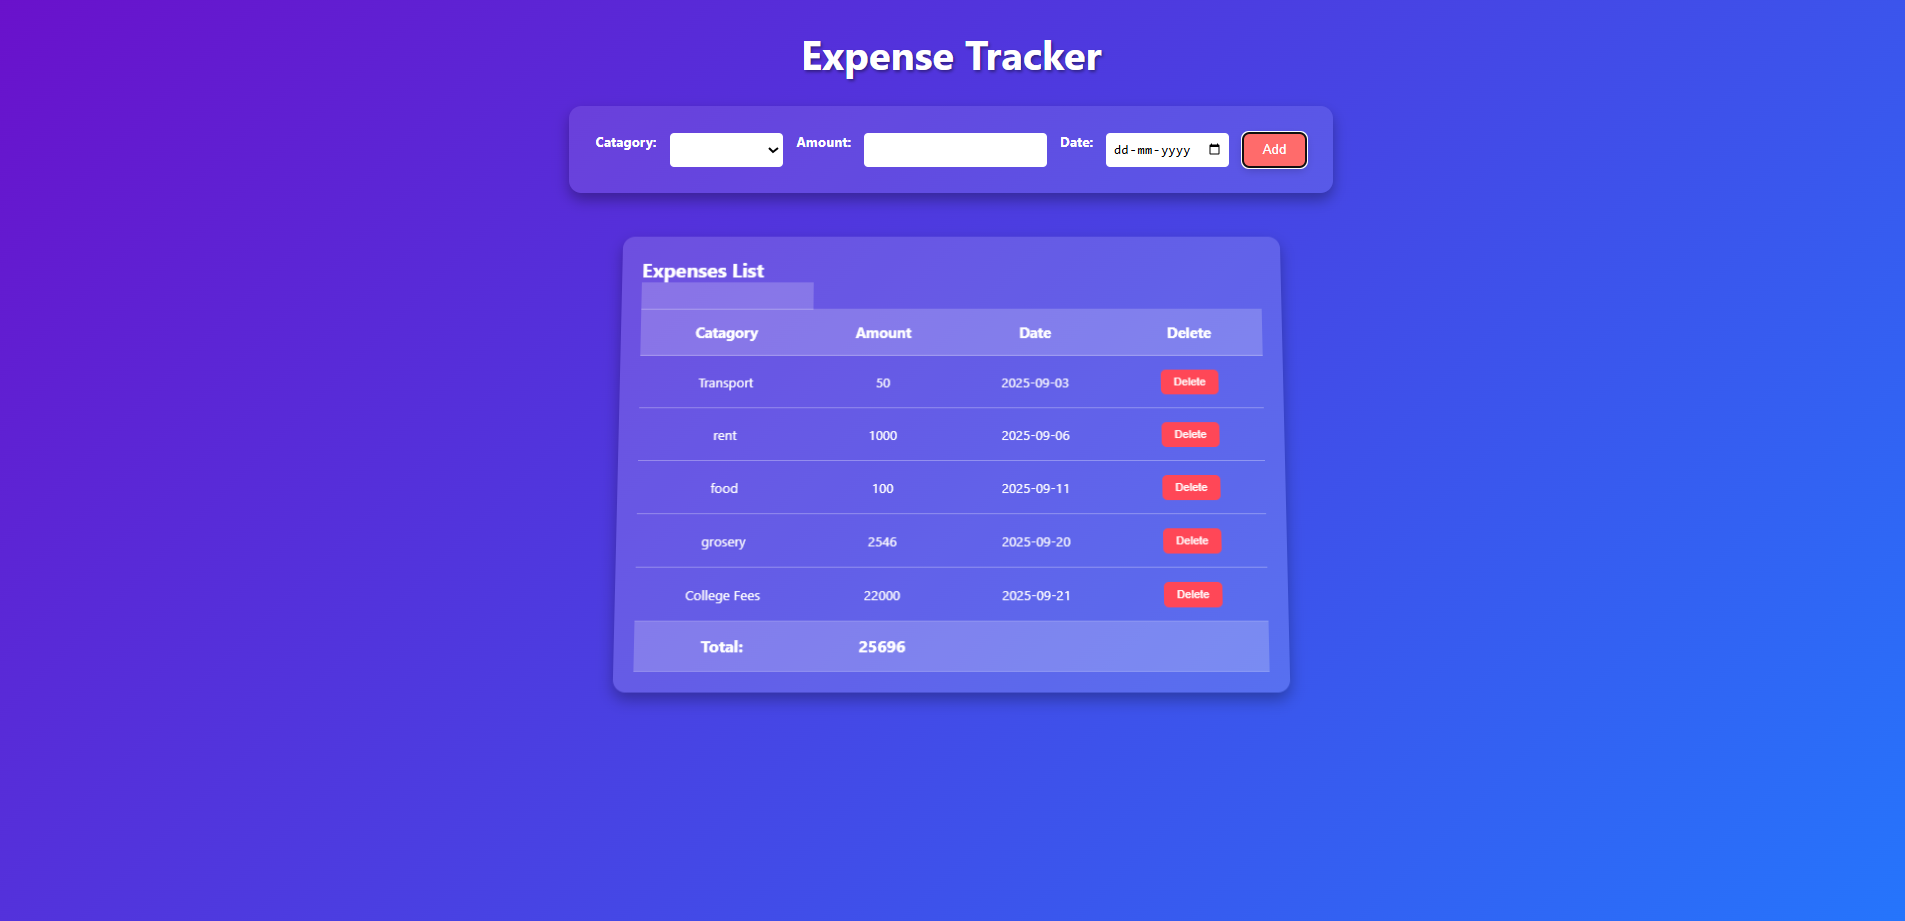 Expense Tracker
Catagory: Amount: Date: dd-mm-yyyy Add
Expenses List
Catagory Amount Date Delete
Transport 50 2025-09-03 Delete
rent 1000 2025-09-06 Delete
food 100 2025-09-11 Delete
grosery 2546 2025-09-20 Delete
College Fees 22000 2025-09-21 Delete
Total: 25696